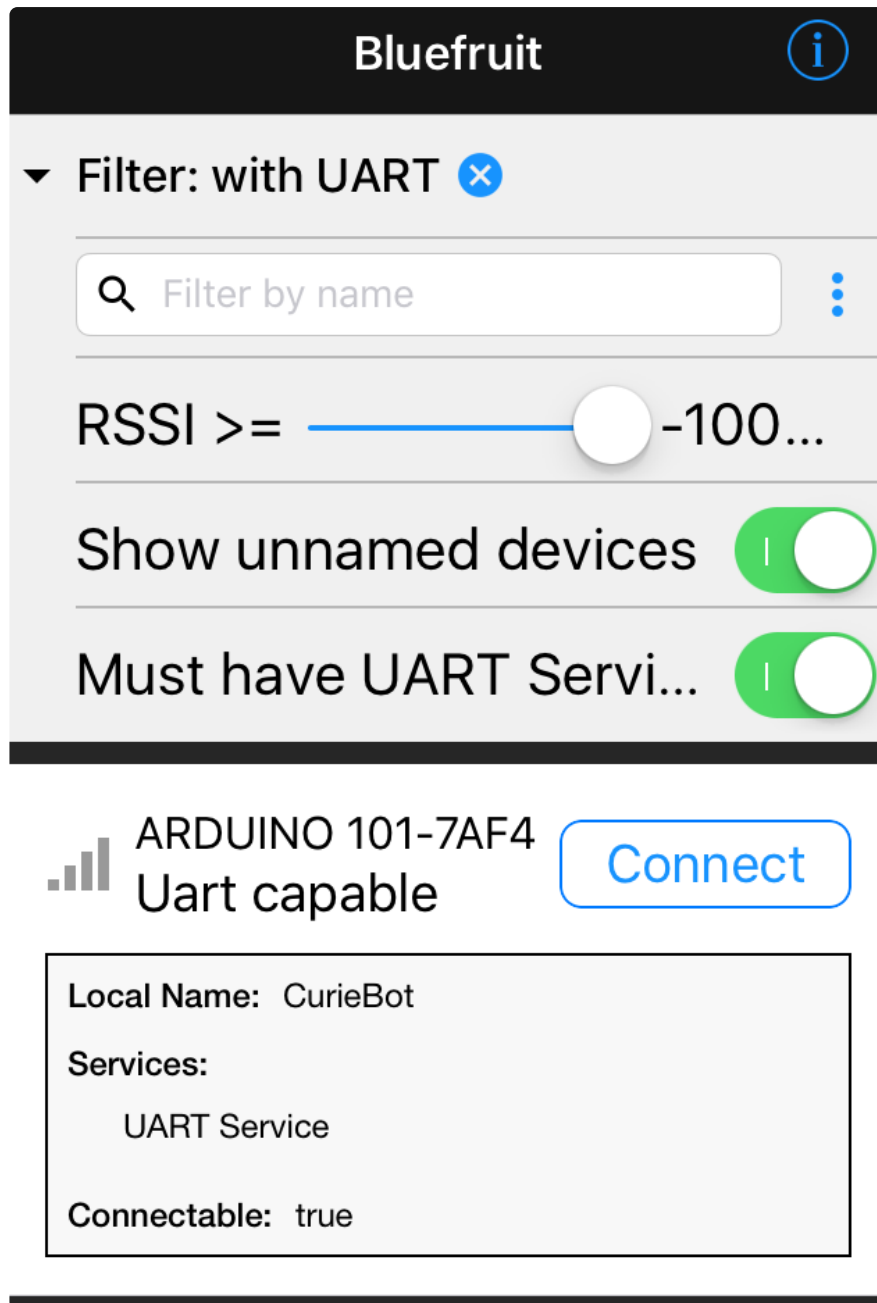 Bluefruit
Filter: with UART
Filter by name
RSSI >= -100...
Show unnamed devices
Must have UART Servi...
ARDUINO 101-7AF4
Uart capable
Connect
Local Name: CurieBot
Services:
UART Service
Connectable: true